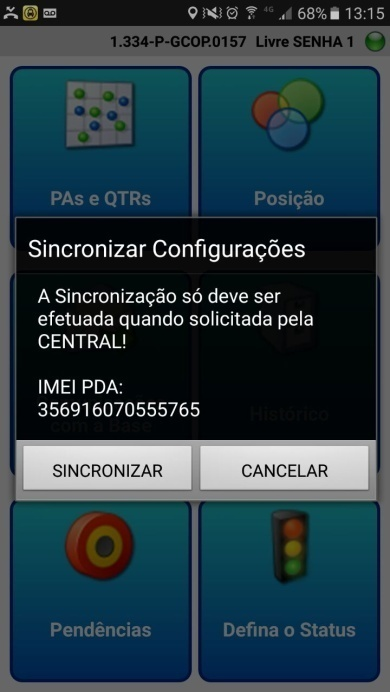 4G 68% 13:15
1.334-P-GCOP.0157 Livre SENHA 1
PAs e QTRs
Posição
Sincronizar Configurações
A Sincronização só deve ser
efetuada quando solicitada pela
CENTRAL!
IMEI PDA:
356916070555765
com a Base
Histórico
SINCRONIZAR
CANCELAR
Pendências
Defina o Status